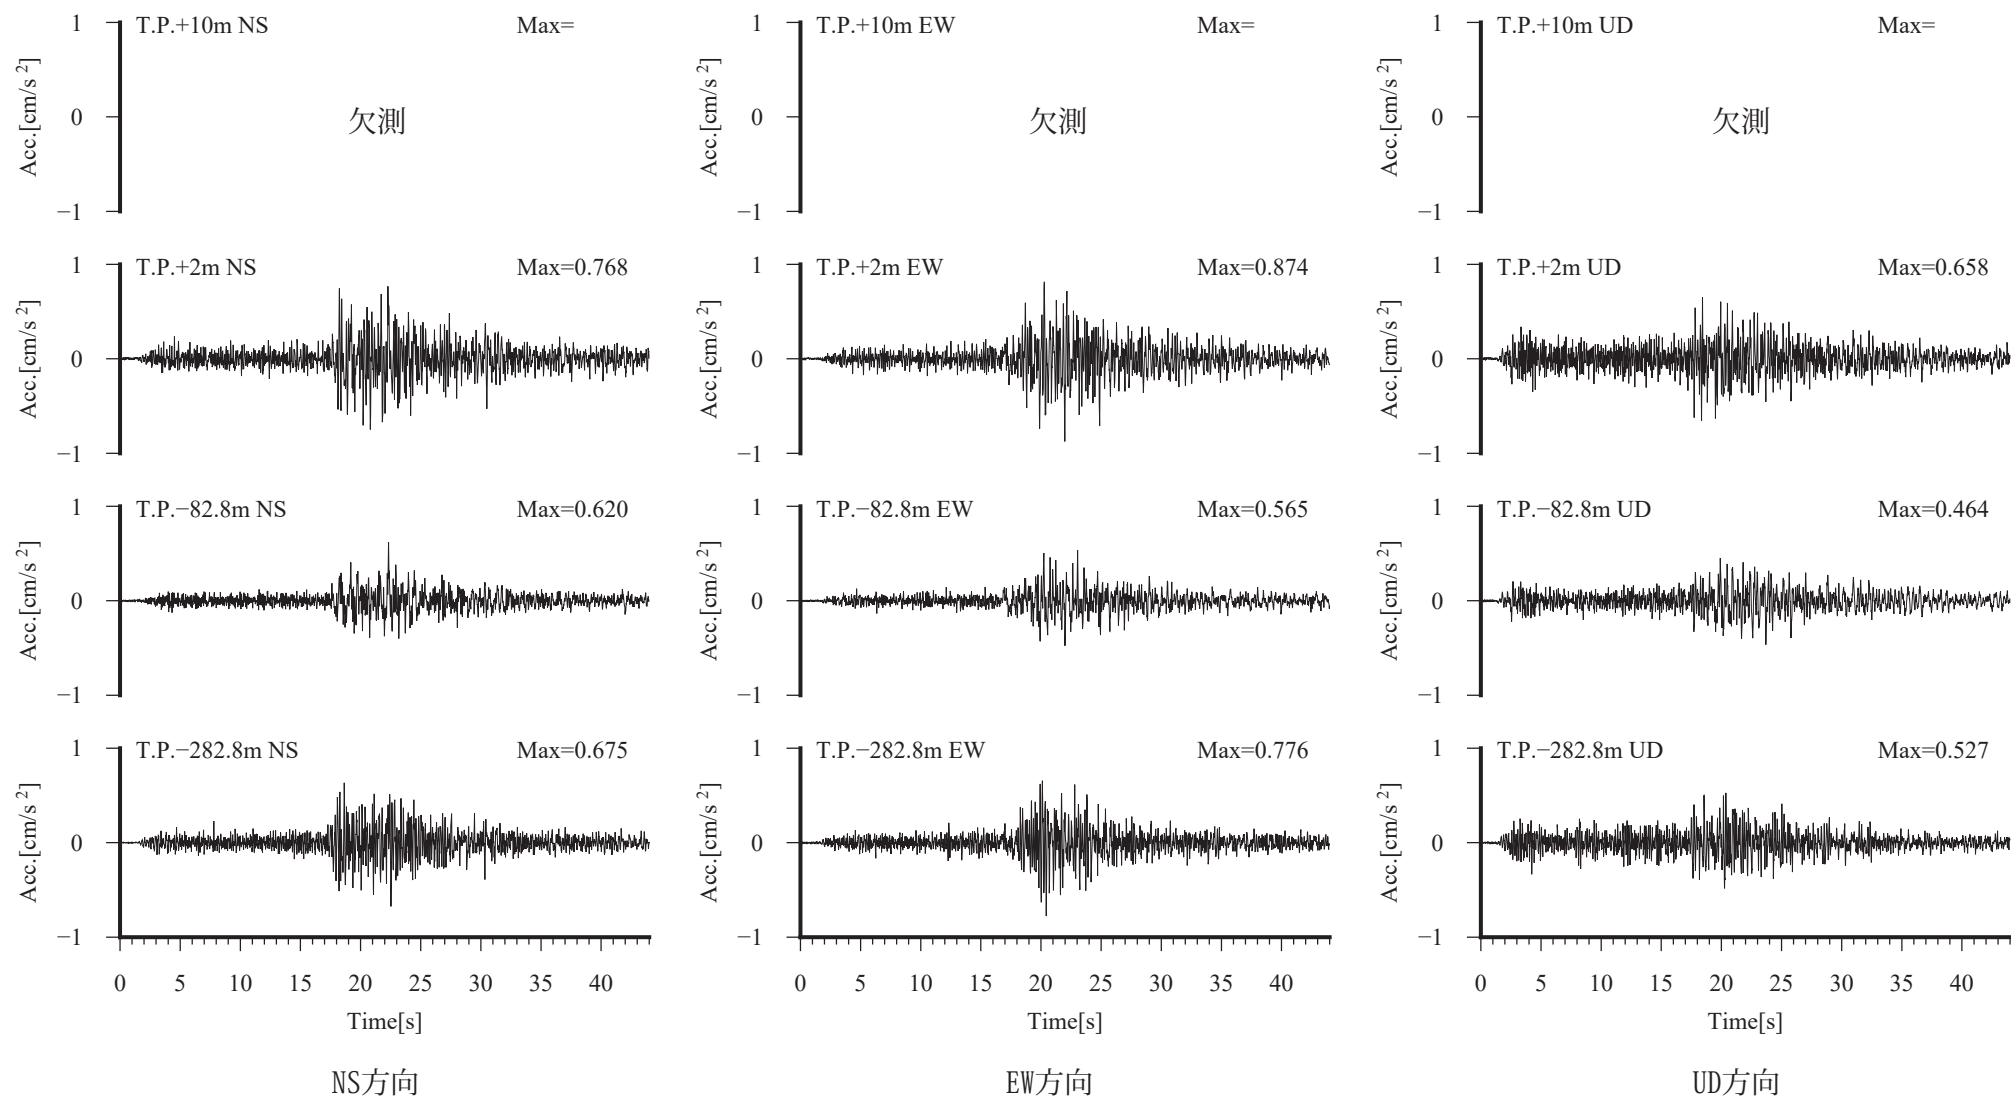 T.P.+10m NS Max=
1
0
−1
Acc.[cm/s²]
欠測
T.P.+10m EW Max=
1
0
−1
Acc.[cm/s²]
欠測
T.P.+10m UD Max=
1
0
−1
Acc.[cm/s²]
欠測
T.P.+2m NS Max=0.768
1
0
−1
Acc.[cm/s²]
T.P.+2m EW Max=0.874
1
0
−1
Acc.[cm/s²]
T.P.+2m UD Max=0.658
1
0
−1
Acc.[cm/s²]
T.P.−82.8m NS Max=0.620
1
0
−1
Acc.[cm/s²]
T.P.−82.8m EW Max=0.565
1
0
−1
Acc.[cm/s²]
T.P.−82.8m UD Max=0.464
1
0
−1
Acc.[cm/s²]
T.P.−282.8m NS Max=0.675
1
0
−1
Acc.[cm/s²]
T.P.−282.8m EW Max=0.776
1
0
−1
Acc.[cm/s²]
T.P.−282.8m UD Max=0.527
1
0
−1
Acc.[cm/s²]
0 5 10 15 20 25 30 35 40
0 5 10 15 20 25 30 35 40
0 5 10 15 20 25 30 35 40
Time[s]
Time[s]
Time[s]
NS方向
EW方向
UD方向